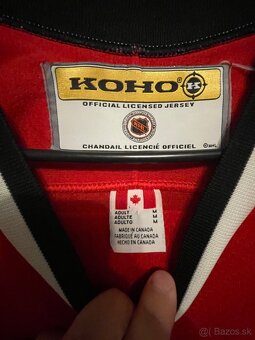 KOHO
OFFICIAL LICENSED JERSEY
NHL
CHANDAIL LICENCIÉ OFFICIEL
ADULT M
ADULTE M
ADULTO M
MADE IN CANADA
FABRIQUÉ AU CANADA
HECHO EN CANADA
Bazos.sk